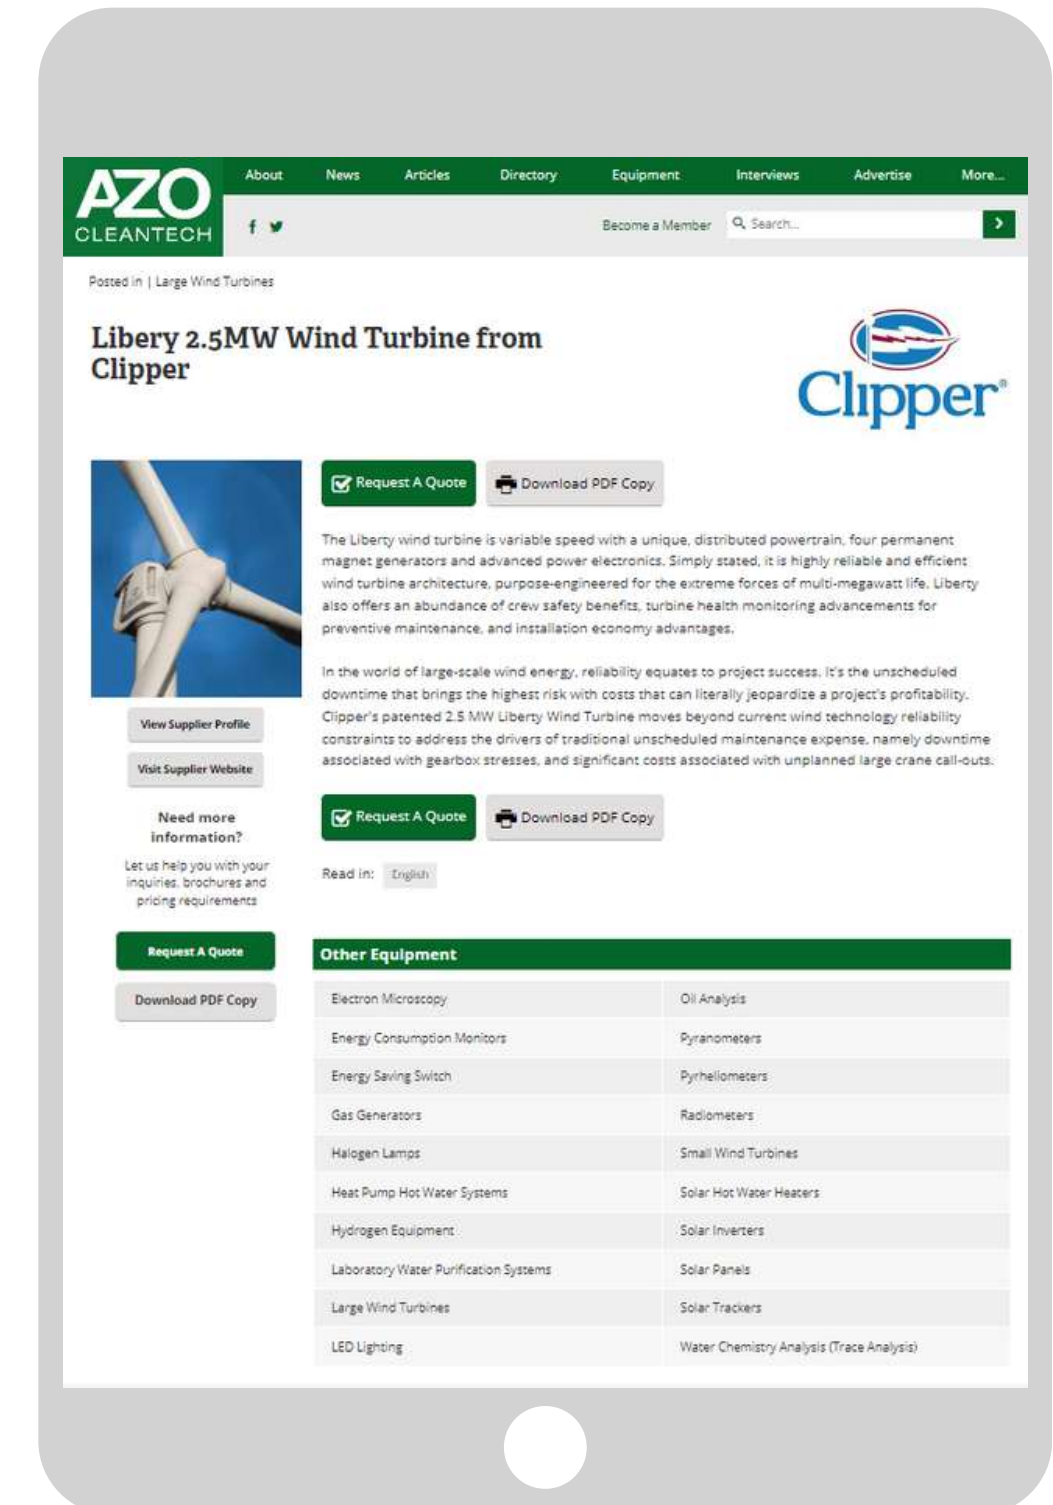 AZO
CLEANTECH
About News Articles Directory Equipment Interviews Advertise More...
f Become a Member Search...
Posted in | Large Wind Turbines
Libery 2.5MW Wind Turbine from
Clipper
Clipper®
Request A Quote Download PDF Copy
The Liberty wind turbine is variable speed with a unique, distributed powertrain, four permanent
magnet generators and advanced power electronics. Simply stated, it is highly reliable and efficient
wind turbine architecture, purpose-engineered for the extreme forces of multi-megawatt life. Liberty
also offers an abundance of crew safety benefits, turbine health monitoring advancements for
preventive maintenance, and installation economy advantages.
In the world of large-scale wind energy, reliability equates to project success. It's the unscheduled
downtime that brings the highest risk with costs that can literally jeopardize a project's profitability.
Clipper's patented 2.5 MW Liberty Wind Turbine moves beyond current wind technology reliability
constraints to address the drivers of traditional unscheduled maintenance expense, namely downtime
associated with gearbox stresses, and significant costs associated with unplanned large crane call-outs.
Request A Quote Download PDF Copy
Read in: English
View Supplier Profile
Visit Supplier Website
Need more
information?
Let us help you with your
inquiries, brochures and
pricing requirements
Request A Quote
Download PDF Copy
Other Equipment
Electron Microscopy Oil Analysis
Energy Consumption Monitors Pyranometers
Energy Saving Switch Pyrheliometers
Gas Generators Radiometers
Halogen Lamps Small Wind Turbines
Heat Pump Hot Water Systems Solar Hot Water Heaters
Hydrogen Equipment Solar Inverters
Laboratory Water Purification Systems Solar Panels
Large Wind Turbines Solar Trackers
LED Lighting Water Chemistry Analysis (Trace Analysis)